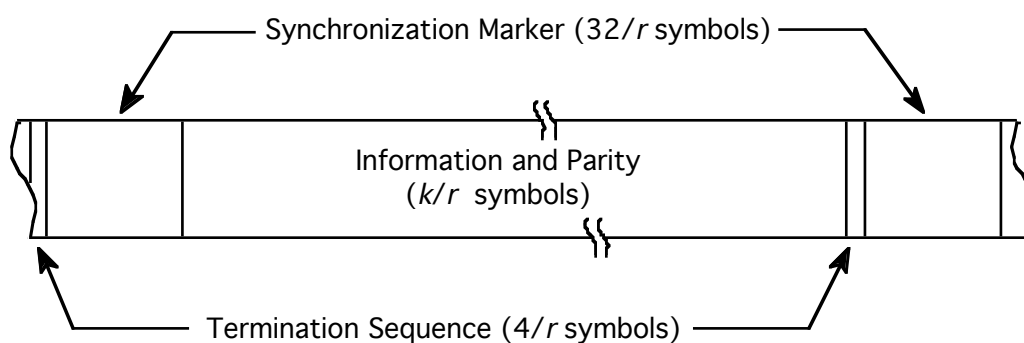 Synchronization Marker (32/r symbols)
Information and Parity
(k/r symbols)
Termination Sequence (4/r symbols)